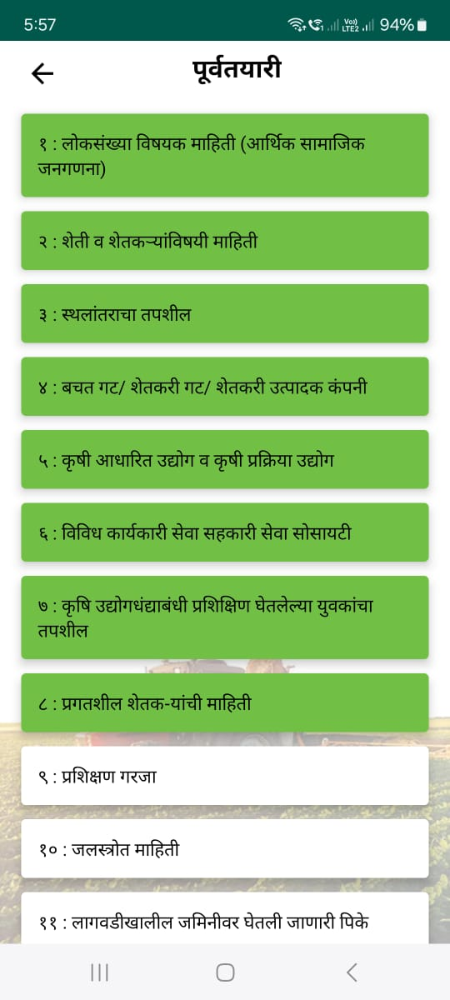 5:57
Vo))
LTE2
94%
पूर्वतयारी
१ : लोकसंख्या विषयक माहिती (आर्थिक सामाजिक
जनगणना)
२ : शेती व शेतकऱ्यांविषयी माहिती
३ : स्थलांतराचा तपशील
४ : बचत गट/ शेतकरी गट/ शेतकरी उत्पादक कंपनी
५ : कृषी आधारित उद्योग व कृषी प्रक्रिया उद्योग
६ : विविध कार्यकारी सेवा सहकारी सेवा सोसायटी
७ : कृषि उद्योगधंद्याबंधी प्रशिक्षिण घेतलेल्या युवकांचा
तपशील
८ : प्रगतशील शेतक-यांची माहिती
९ : प्रशिक्षण गरजा
१० : जलस्त्रोत माहिती
११ : लागवडीखालील जमिनीवर घेतली जाणारी पिके